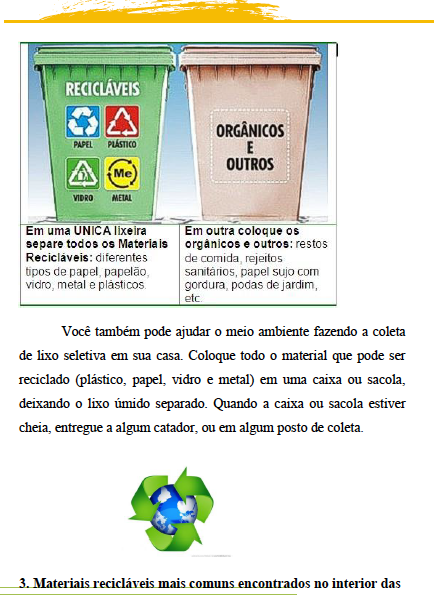 RECICLÁVEIS
PAPEL PLÁSTICO
VIDRO METAL
Me
ORGÂNICOS
E
OUTROS
Em uma ÚNICA lixeira
separe todos os Materiais
Recicláveis: diferentes
tipos de papel, papelão,
vidro, metal e plásticos.
Em outra coloque os
orgânicos e outros: restos
de comida, rejeitos
sanitários, papel sujo com
gordura, podas de jardim,
etc.
Você também pode ajudar o meio ambiente fazendo a coleta
de lixo seletiva em sua casa. Coloque todo o material que pode ser
reciclado (plástico, papel, vidro e metal) em uma caixa ou sacola,
deixando o lixo úmido separado. Quando a caixa ou sacola estiver
cheia, entregue a algum catador, ou em algum posto de coleta.
3. Materiais recicláveis mais comuns encontrados no interior das